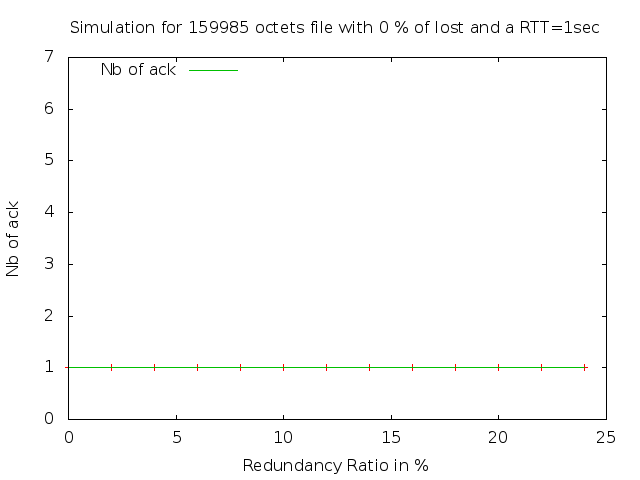 Simulation for 159985 octets file with 0 % of lost and a RTT=1sec
7
Nb of ack
6
5
4
Nb of ack
3
2
1
0
0 5 10 15 20 25
Redundancy Ratio in %